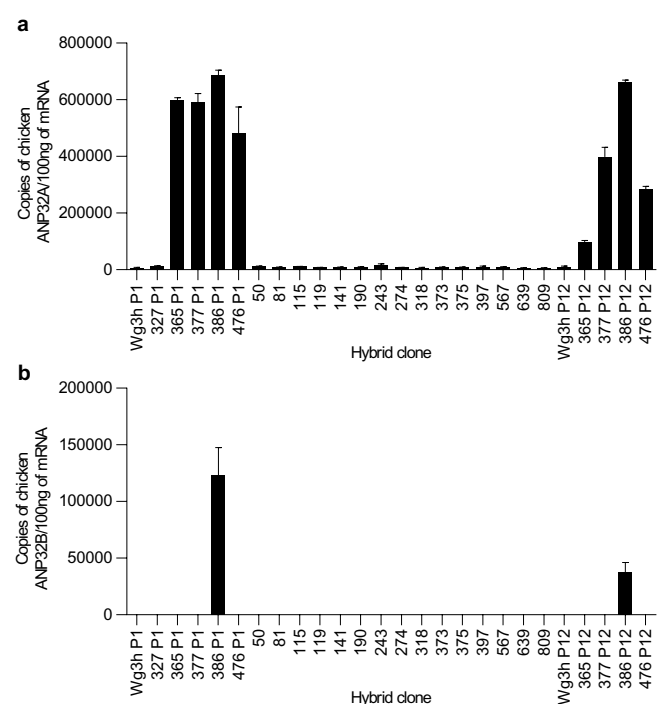 a
800000
600000
400000
200000
0
Copies of chicken
ANP32A/100ng of mRNA
Wg3h P1
327 P1
365 P1
377 P1
386 P1
476 P1
50
81
115
119
141
190
243
274
318
373
375
397
567
639
809
Wg3h P12
365 P12
377 P12
386 P12
476 P12
Hybrid clone
b
200000
150000
100000
50000
0
Copies of chicken
ANP32B/100ng of mRNA
Wg3h P1
327 P1
365 P1
377 P1
386 P1
476 P1
50
81
115
119
141
190
243
274
318
373
375
397
567
639
809
Wg3h P12
365 P12
377 P12
386 P12
476 P12
Hybrid clone